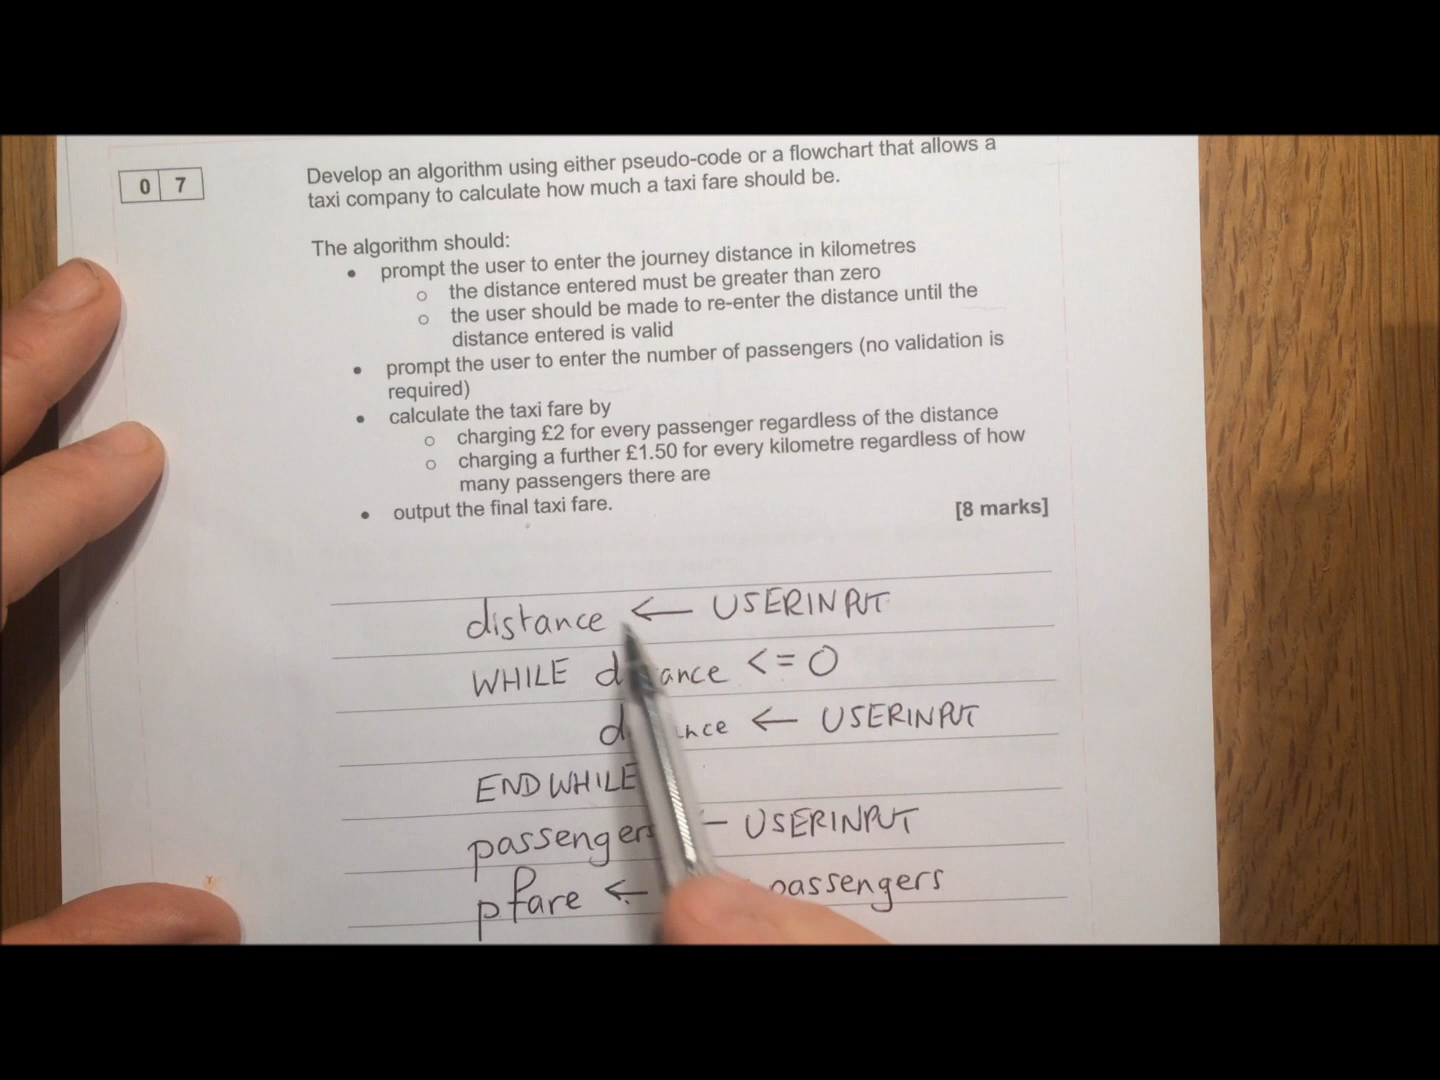 0 7
Develop an algorithm using either pseudo-code or a flowchart that allows a
taxi company to calculate how much a taxi fare should be.
The algorithm should:
• prompt the user to enter the journey distance in kilometres
o the distance entered must be greater than zero
o the user should be made to re-enter the distance until the
distance entered is valid
• prompt the user to enter the number of passengers (no validation is
required)
• calculate the taxi fare by
o charging £2 for every passenger regardless of the distance
o charging a further £1.50 for every kilometre regardless of how
many passengers there are
• output the final taxi fare.
[8 marks]
distance ← USERINPUT
WHILE distance <= 0
distance ← USERINPUT
ENDWHILE
passengers ← USERINPUT
pfare ← passengers